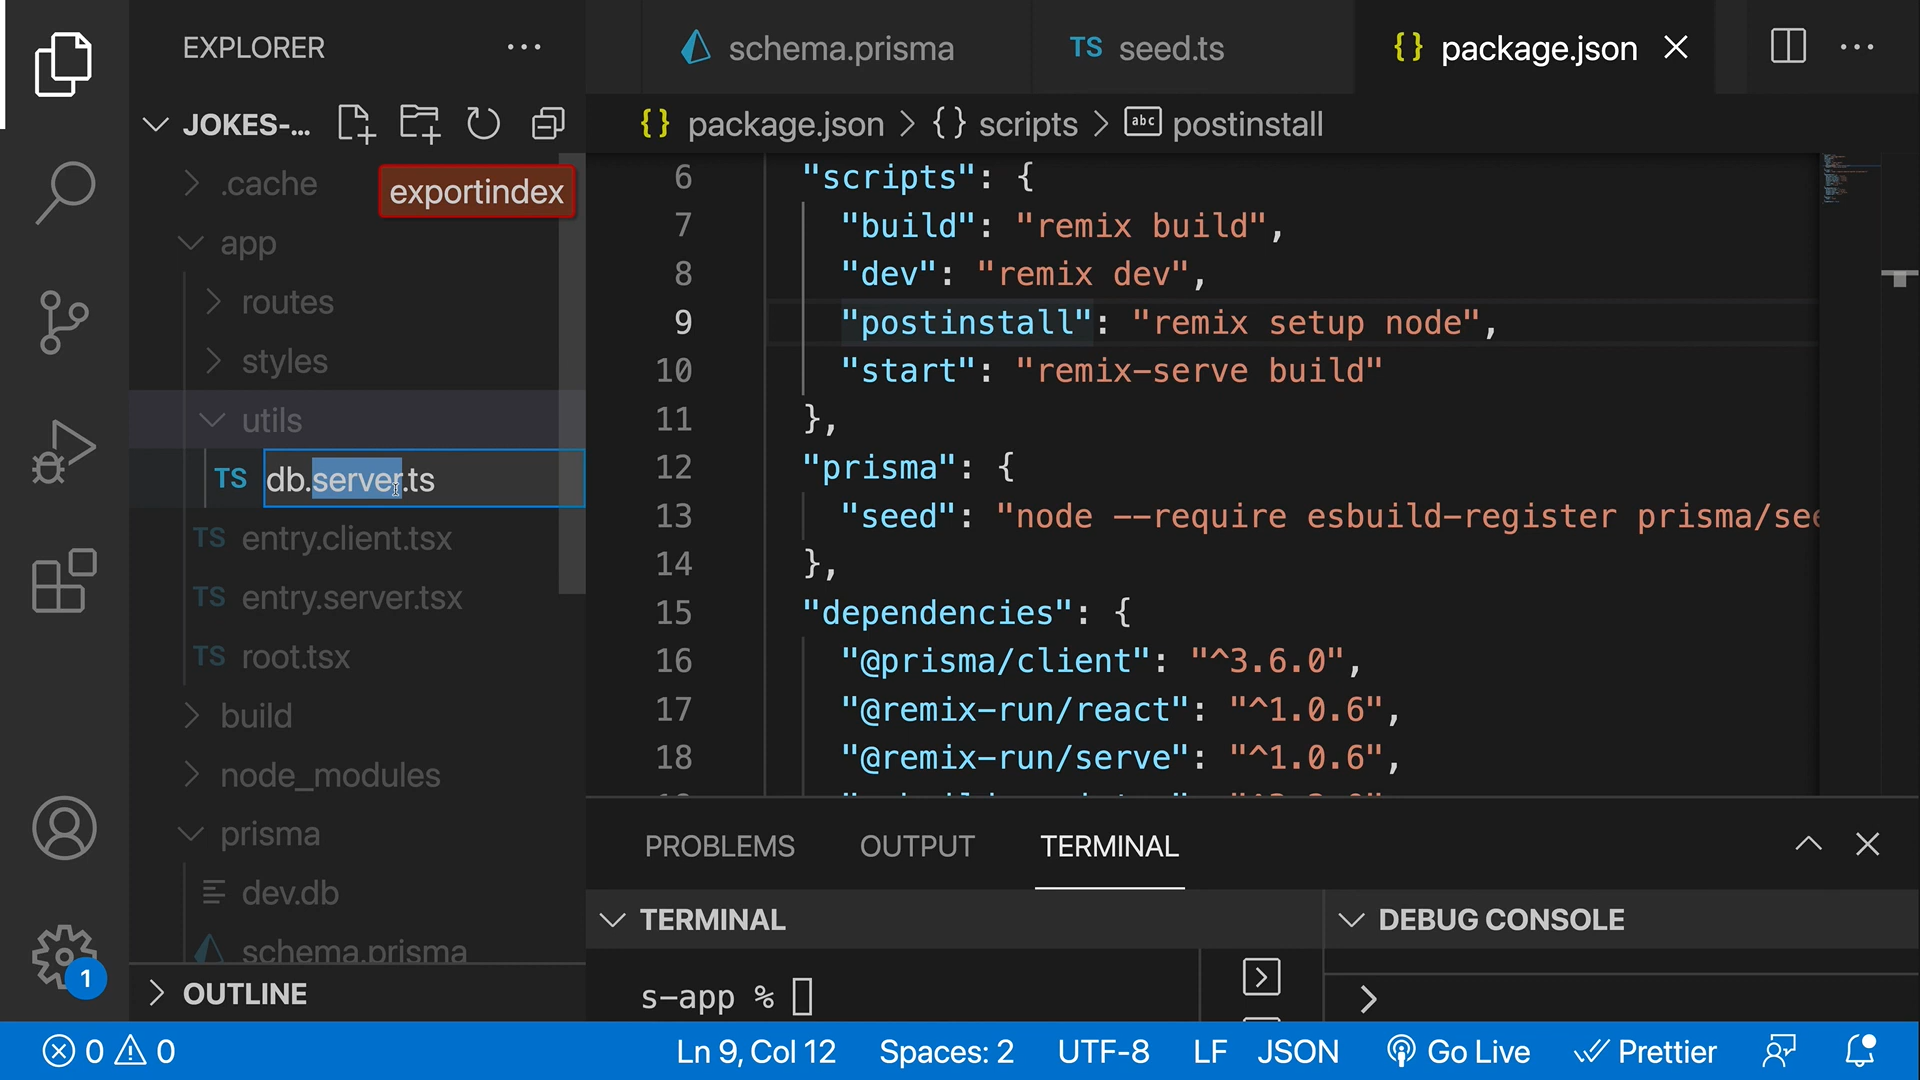 EXPLORER
JOKES-...
exportindex
.cache
app
routes
styles
utils
TS db.server.ts
TS entry.client.tsx
TS entry.server.tsx
TS root.tsx
build
node_modules
prisma
dev.db
schema.prisma
OUTLINE
schema.prisma
TS seed.ts
{} package.json
{} package.json > {} scripts > abc postinstall
6 "scripts": {
7 "build": "remix build",
8 "dev": "remix dev",
9 "postinstall": "remix setup node",
10 "start": "remix-serve build"
11 },
12 "prisma": {
13 "seed": "node --require esbuild-register prisma/see
14 },
15 "dependencies": {
16 "@prisma/client": "^3.6.0",
17 "@remix-run/react": "^1.0.6",
18 "@remix-run/serve": "^1.0.6",
PROBLEMS OUTPUT TERMINAL
TERMINAL
s-app %
DEBUG CONSOLE
>
1
0 0
Ln 9, Col 12 Spaces: 2 UTF-8 LF JSON Go Live Prettier